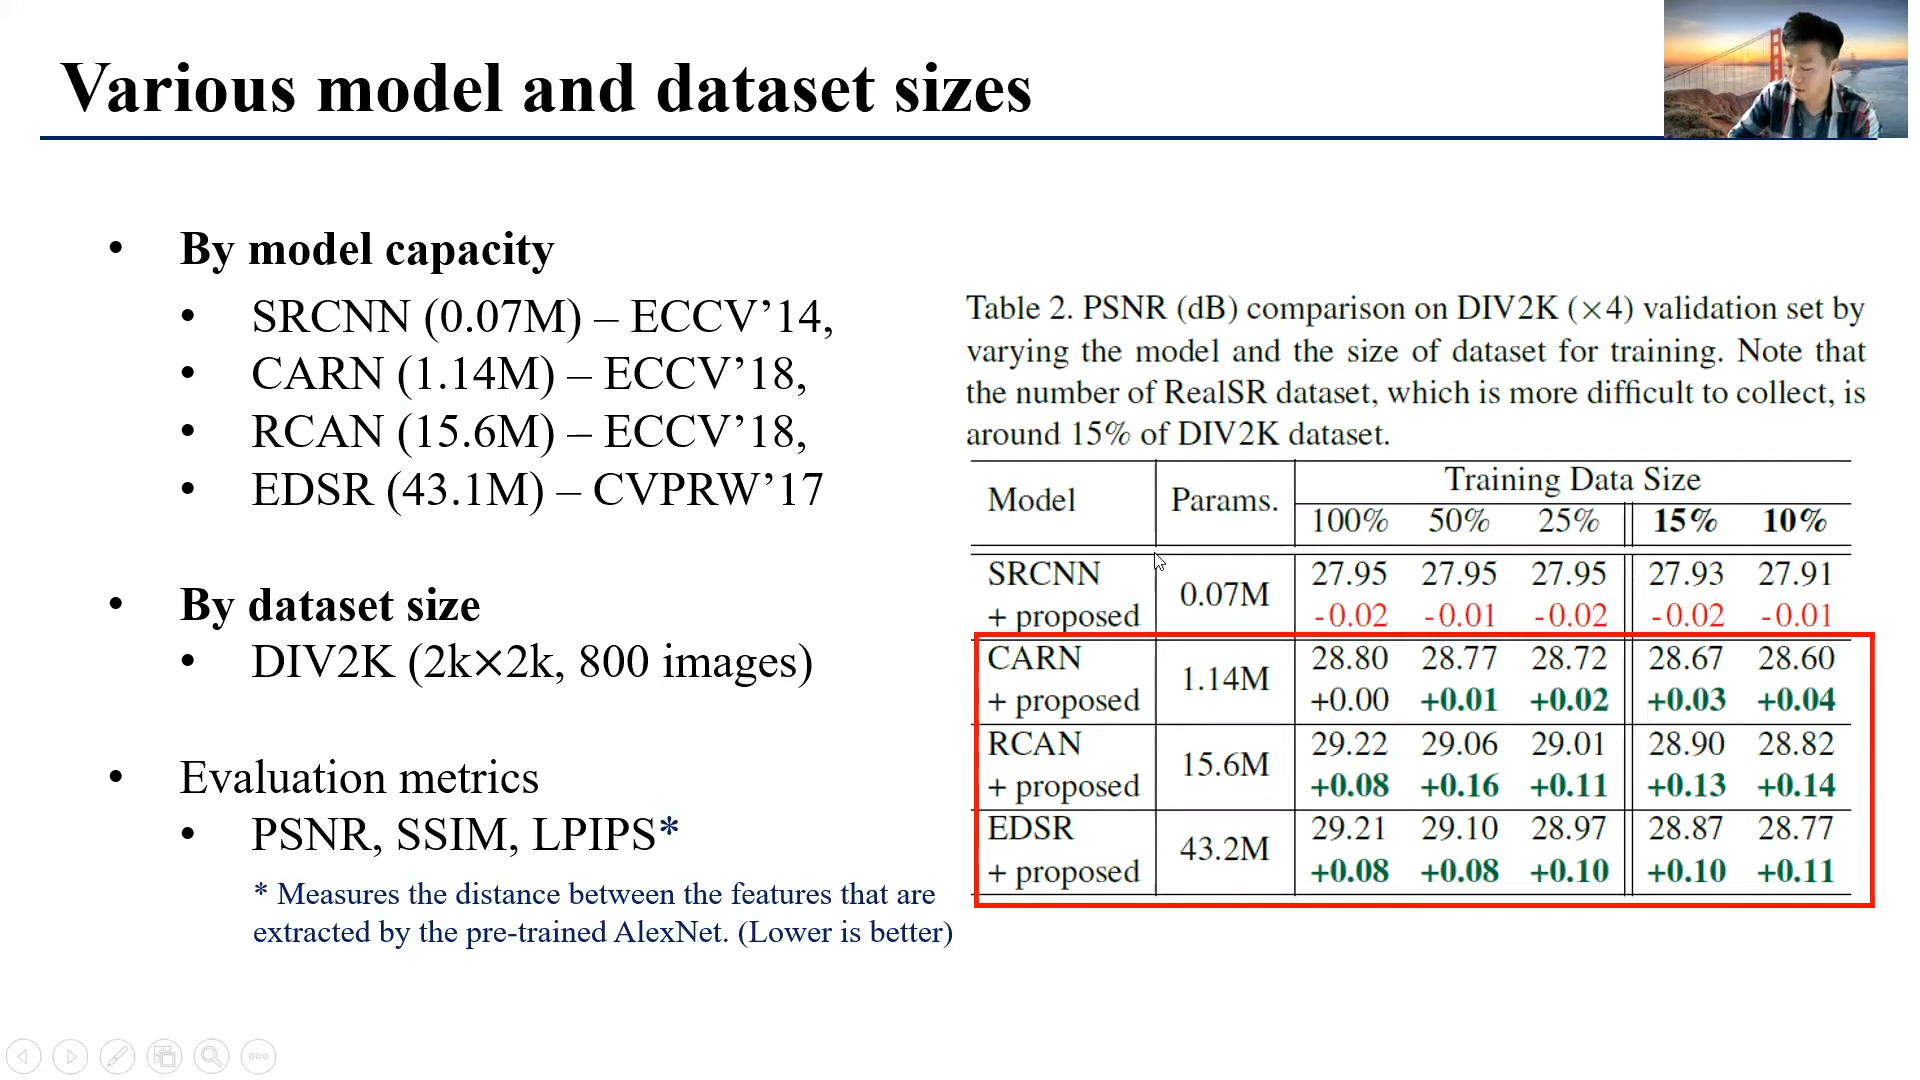 Various model and dataset sizes
• By model capacity
• SRCNN (0.07M) – ECCV’14,
• CARN (1.14M) – ECCV’18,
• RCAN (15.6M) – ECCV’18,
• EDSR (43.1M) – CVPRW’17
• By dataset size
• DIV2K (2k×2k, 800 images)
• Evaluation metrics
• PSNR, SSIM, LPIPS*
* Measures the distance between the features that are
extracted by the pre-trained AlexNet. (Lower is better)
Table 2. PSNR (dB) comparison on DIV2K (×4) validation set by
varying the model and the size of dataset for training. Note that
the number of RealSR dataset, which is more difficult to collect, is
around 15% of DIV2K dataset.
Model Params. Training Data Size
100% 50% 25% 15% 10%
SRCNN 0.07M 27.95 27.95 27.95 27.93 27.91
+ proposed -0.02 -0.01 -0.02 -0.02 -0.01
CARN 1.14M 28.80 28.77 28.72 28.67 28.60
+ proposed +0.00 +0.01 +0.02 +0.03 +0.04
RCAN 15.6M 29.22 29.06 29.01 28.90 28.82
+ proposed +0.08 +0.16 +0.11 +0.13 +0.14
EDSR 43.2M 29.21 29.10 28.97 28.87 28.77
+ proposed +0.08 +0.08 +0.10 +0.10 +0.11